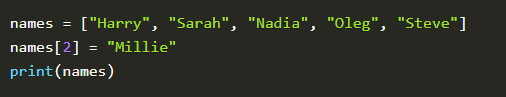 names = ["Harry", "Sarah", "Nadia", "Oleg", "Steve"]
names[2] = "Millie"
print(names)